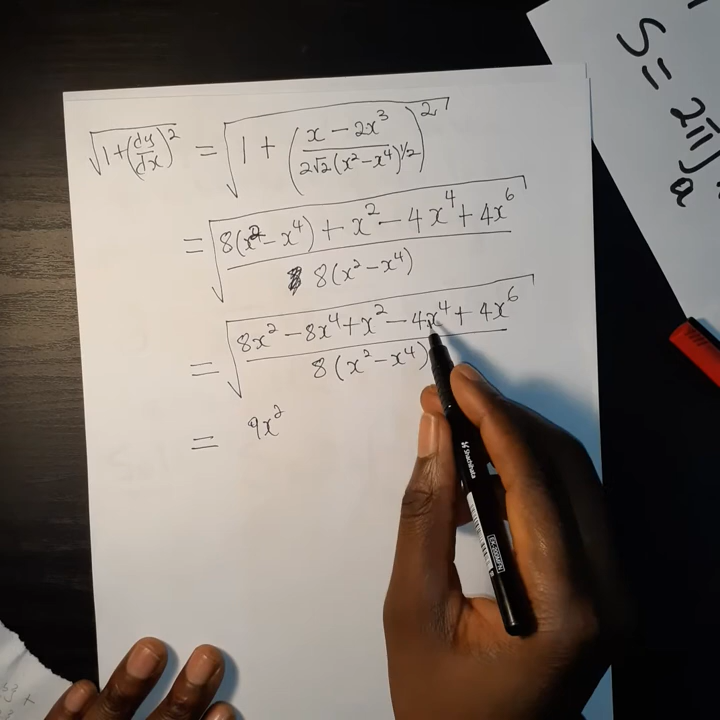 √(1+(dy/dx)²) = √(1 + ((x − 2x³)/(2√2(x²−x⁴)^1/2))²)
= √((8(x²−x⁴) + x² − 4x⁴ + 4x⁶)/(8(x²−x⁴)))
= √((8x² − 8x⁴ + x² − 4x⁴ + 4x⁶)/(8(x²−x⁴)))
= 9x²
S = 2π∫
a
Shachihata